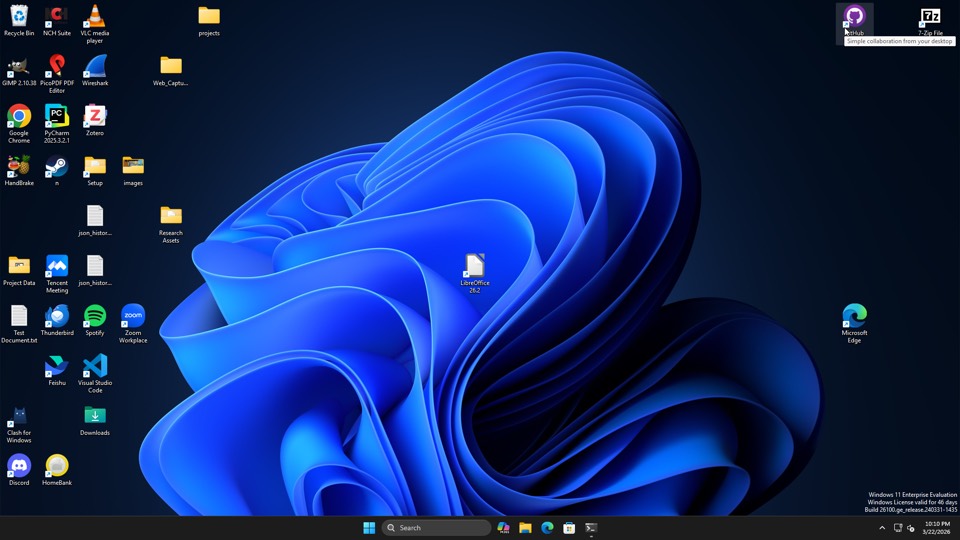 Recycle Bin
NCH Suite
VLC media
player
projects
Simple collaboration from your desktop
7-Zip File
GIMP 2.10.38
PicoPDF PDF
Editor
Wireshark
Web_Captu...
Google
Chrome
PyCharm
2025.3.2.1
Zotero
HandBrake
n
Setup
images
json_histor...
Research
Assets
Project Data
Tencent
Meeting
json_histor...
LibreOffice
26.2
Test
Document.txt
Thunderbird
Spotify
Zoom
Workplace
Microsoft
Edge
Feishu
Visual Studio
Code
Clash for
Windows
Downloads
Discord
HomeBank
Windows 11 Enterprise Evaluation
Windows License valid for 46 days
Build 26100.ge_release.240331-1435
Search
10:10 PM
3/22/2026